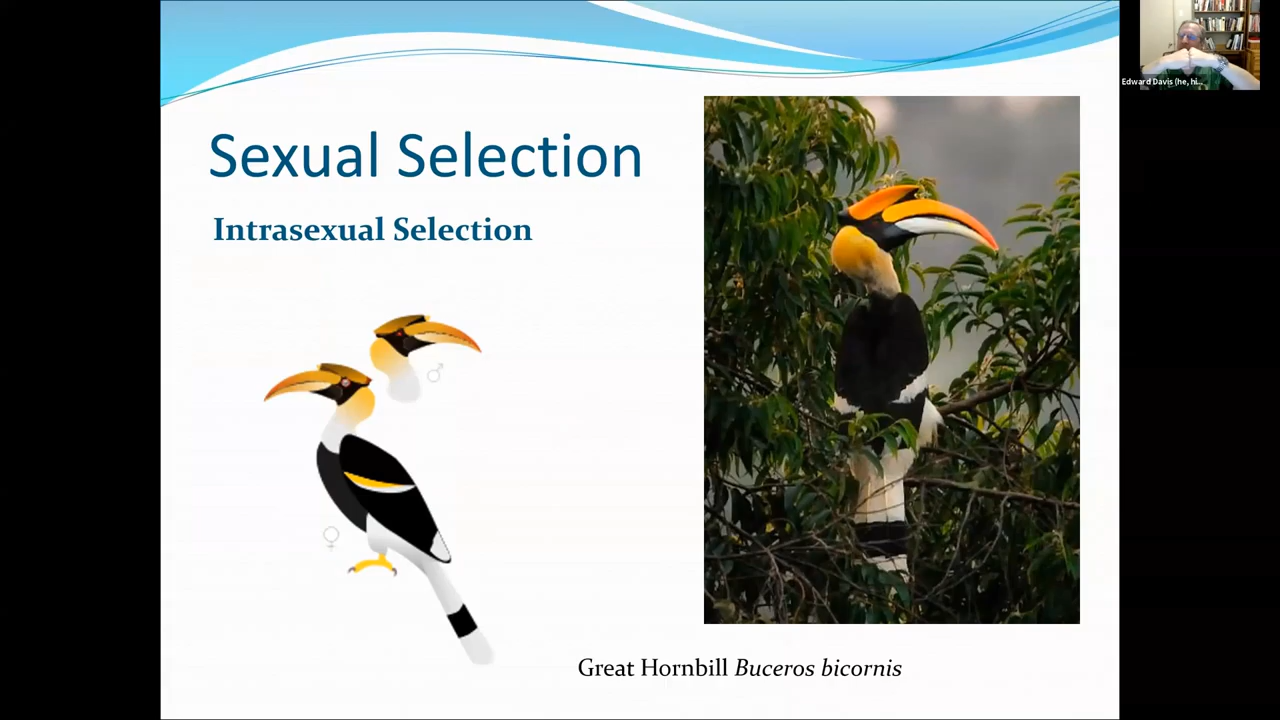 Sexual Selection
Intrasexual Selection
♂
♀
Great Hornbill Buceros bicornis
Edward Davis (he, hi...